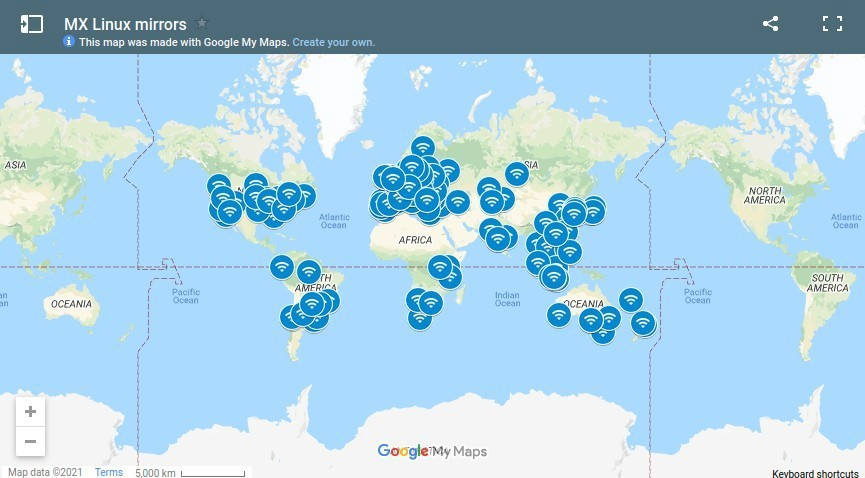 MX Linux mirrors
This map was made with Google My Maps. Create your own.
ASIA
NORTH
AMERICA
Atlantic
Ocean
Atlantic
Ocean
AFRICA
SOUTH
AMERICA
AMERICA
Pacific
Ocean
Indian
Ocean
Pacific
Ocean
OCEANIA
OCEANIA
Google My Maps
Map data ©2021 Terms 5,000 km
Keyboard shortcuts